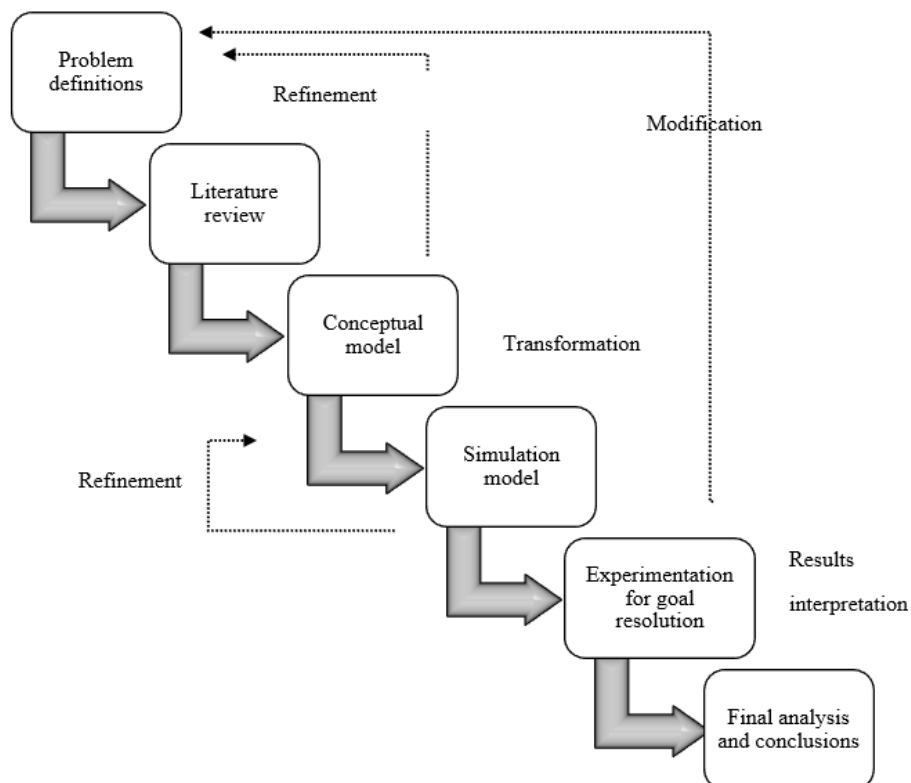 Problem
definitions
Refinement
Modification
Literature
review
Conceptual
model
Transformation
Simulation
model
Refinement
Experimentation
for goal
resolution
Results
interpretation
Final analysis
and conclusions